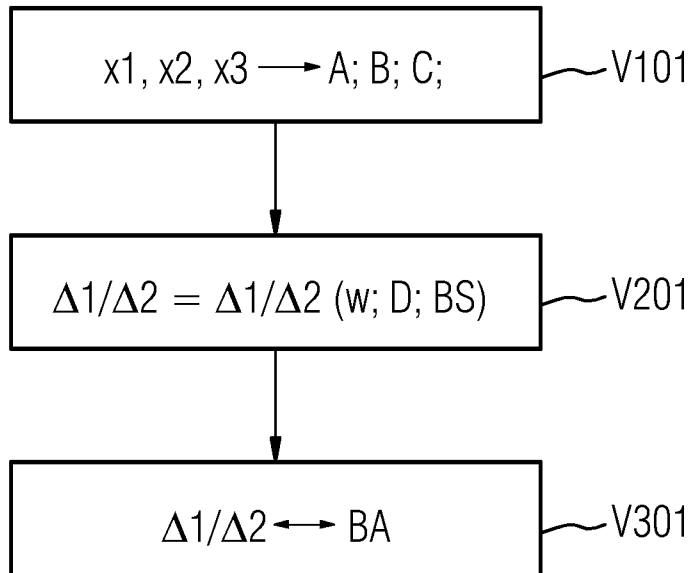 x1, x2, x3 → A; B; C; V101
Δ1/Δ2 = Δ1/Δ2 (w; D; BS) V201
Δ1/Δ2 ↔ BA V301